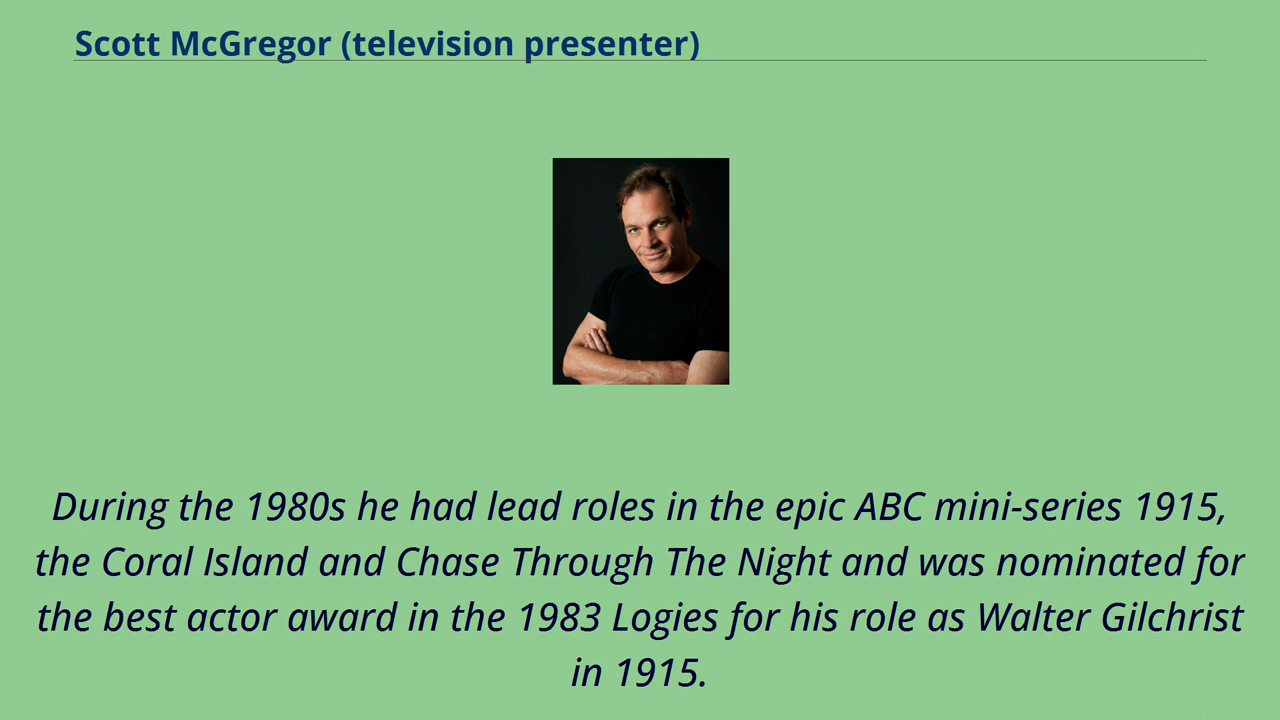 Scott McGregor (television presenter)
During the 1980s he had lead roles in the epic ABC mini-series 1915,
the Coral Island and Chase Through The Night and was nominated for
the best actor award in the 1983 Logies for his role as Walter Gilchrist
in 1915.